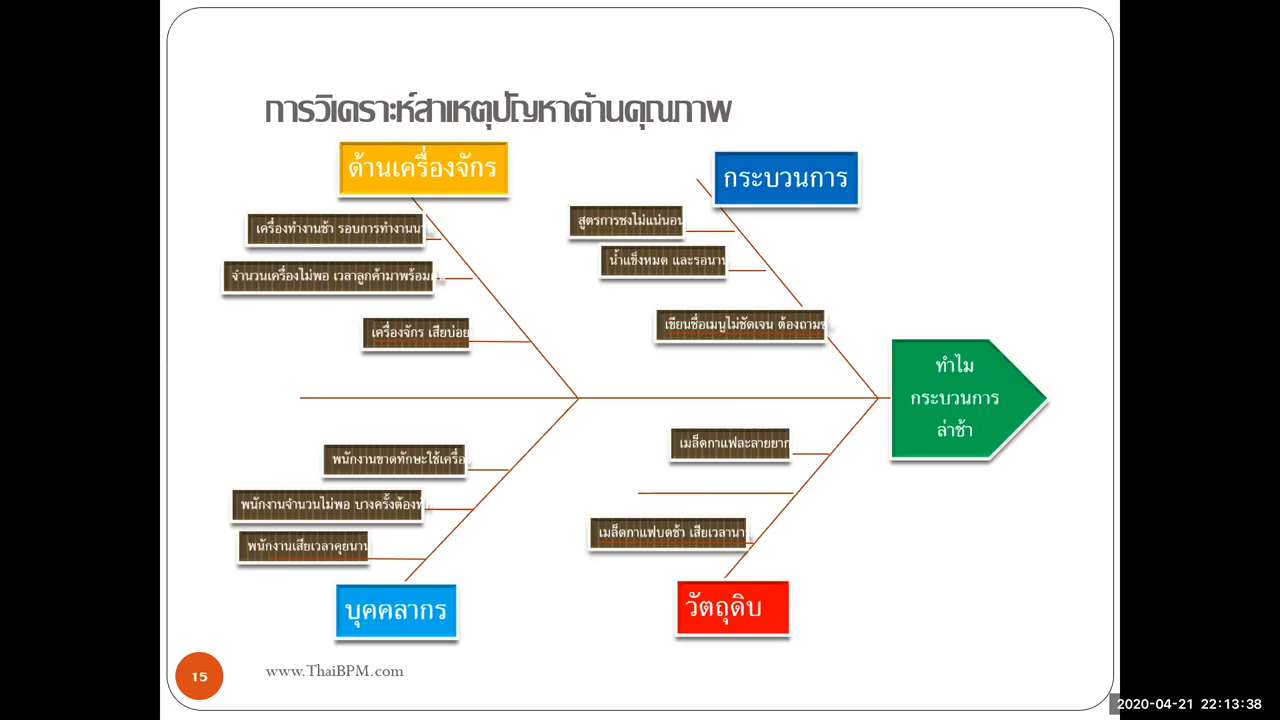 การวิเคราะห์สาเหตุปัญหาด้านคุณภาพ
ด้านเครื่องจักร
กระบวนการ
เครื่องทำงานช้า รอบการทำงาน
จำนวนเครื่องไม่พอ เวลาลูกค้ามาพร้อม
เครื่องจักร เสียบ่อย
สูตรการชงไม่แน่นอน
น้ำแข็งหมด และรอนาน
เขียนชื่อเมนูไม่ชัดเจน ต้องถาม
ทำไม
กระบวนการ
ล่าช้า
พนักงานขาดทักษะใช้เครื่อ
พนักงานจำนวนไม่พอ บางครั้งต้อง
พนักงานเสียเวลาคุยนาน
เมล็ดกาแฟละลายยาก
เมล็ดกาแฟบดช้า เสียเวลานา
บุคคลากร
วัตถุดิบ
15
www.ThaiBPM.com
2020-04-21 22:13:38